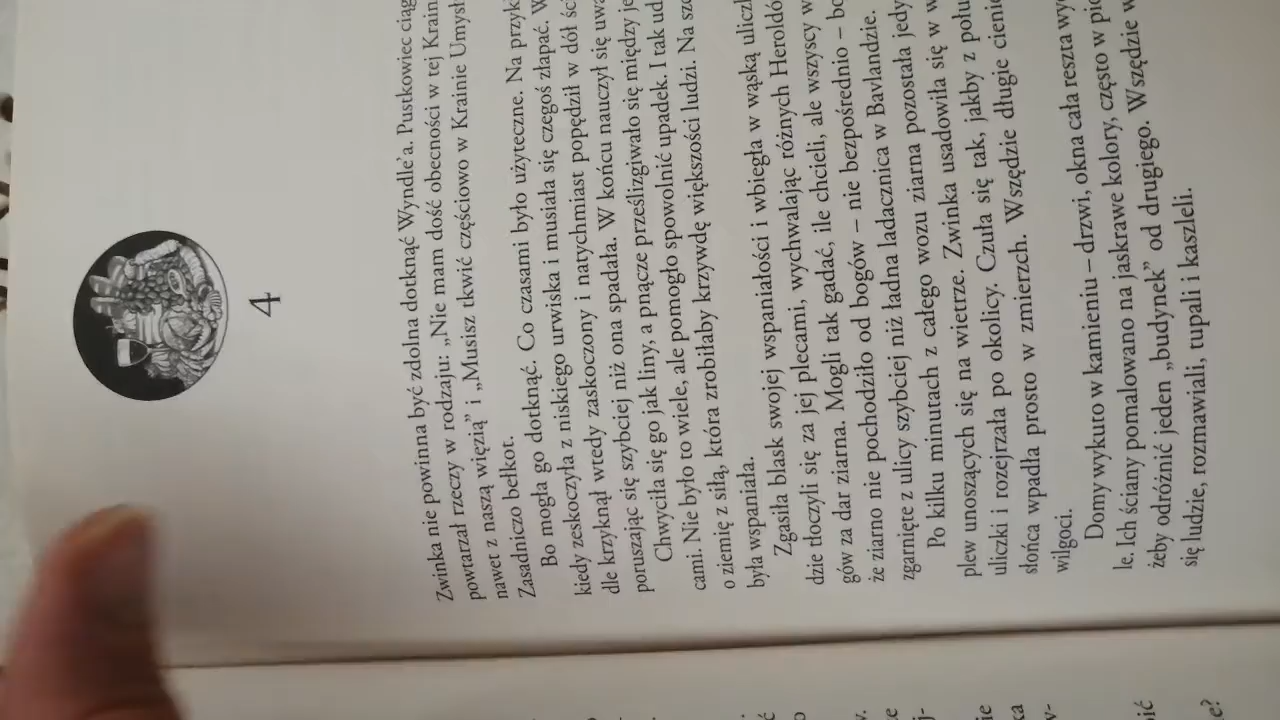 4
Zwinka nie powinna być zdolna dotknąć Wyndle'a. Pustkowiec ciąg
powtarzał rzeczy w rodzaju: „Nie mam dość obecności w tej Krain
nawet z naszą więzią” i „Musisz tkwić częściowo w Krainie Umysł
Zasadniczo bełkot.
Bo mogła go dotknąć. Co czasami było użyteczne. Na przykł
kiedy zeskoczyła z niskiego urwiska i musiała się czegoś złapać. W
dle krzyknął wtedy zaskoczony i natychmiast popędził w dół ści
poruszając się szybciej niż ona spadała. W końcu nauczył się uwa
Chwyciła się go jak liny, a pnącze prześlizgiwało się między je
cami. Nie było to wiele, ale pomogło spowolnić upadek. I tak ud
o ziemię z siłą, która zrobiłaby krzywdę większości ludzi. Na szc
była wspaniała.
Zgasiła blask swojej wspaniałości i wbiegła w wąską uliczk
dzie tłoczyli się za jej plecami, wychwalając różnych Heroldó
gów za dar ziarna. Mogli tak gadać, ile chcieli, ale wszyscy w
że ziarno nie pochodziło od bogów – nie bezpośrednio – bo
zgarnięte z ulicy szybciej niż ładna ladacznica w Bavlandzie.
Po kilku minutach z całego wozu ziarna pozostała jedy
plew unoszących się na wietrze. Zwinka usadowiła się w w
uliczki i rozejrzała po okolicy. Czuła się tak, jakby z połu
słońca wpadła prosto w zmierzch. Wszędzie długie cienie
wilgoci.
Domy wykuto w kamieniu – drzwi, okna cała reszta wy
le. Ich ściany pomalowano na jaskrawe kolory, często w pio
żeby odróżnić jeden „budynek” od drugiego. Wszędzie w
się ludzie, rozmawiali, tupali i kaszleli.